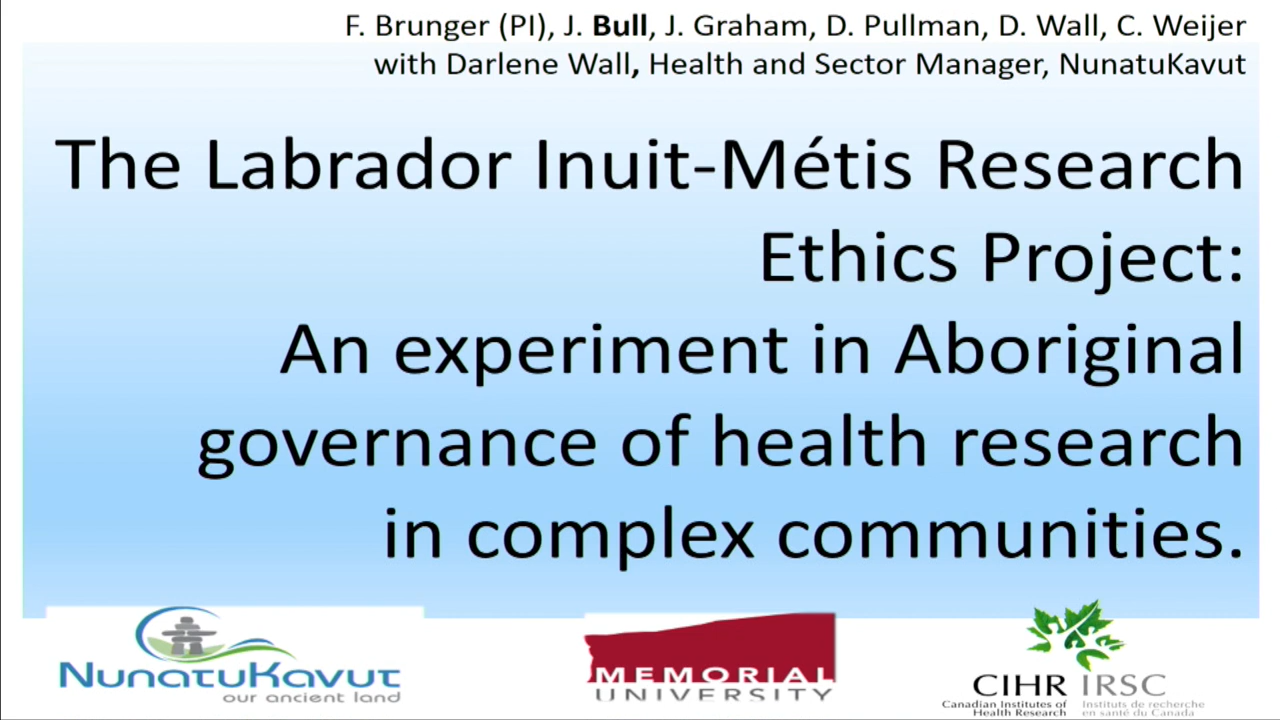 F. Brunger (PI), J. Bull, J. Graham, D. Pullman, D. Wall, C. Weijer
with Darlene Wall, Health and Sector Manager, NunatuKavut
The Labrador Inuit-Métis Research
Ethics Project:
An experiment in Aboriginal
governance of health research
in complex communities.
NunatuKavut
our ancient land
MEMORIAL
UNIVERSITY
CIHR IRSC
Canadian Institutes of Health Research
Instituts de recherche en santé du Canada